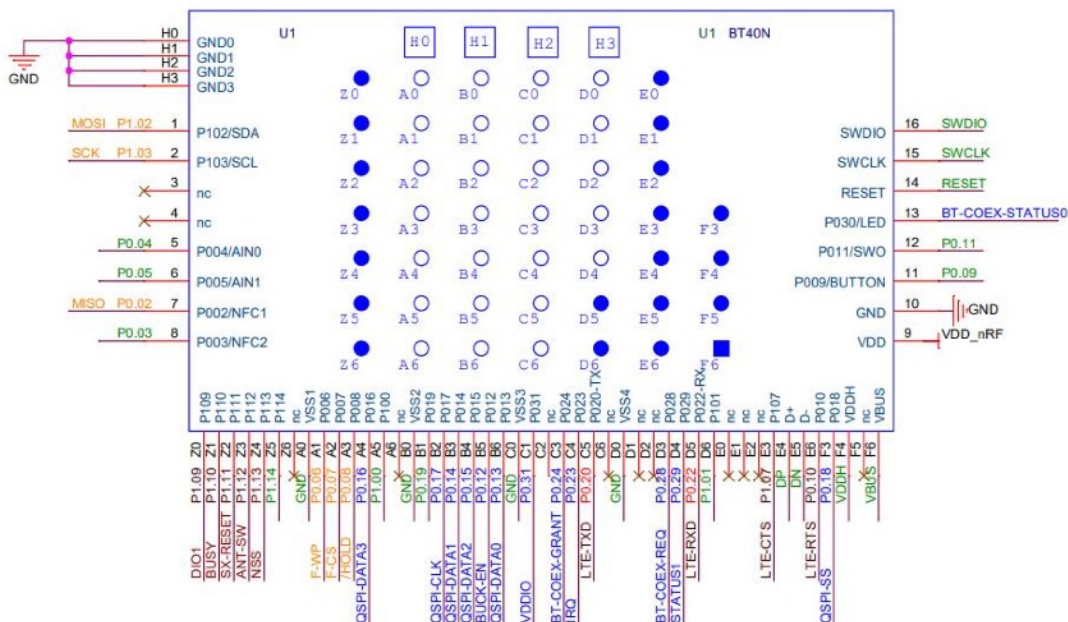 H0 GND0 U1 H0 H1 H2 H3 U1 BT40N
H1 GND1
H2 GND2
GND H3 GND3
Z0 A0 B0 C0 D0 E0
MOSI P1.02 1 P102/SDA Z1 A1 B1 C1 D1 E1 SWDIO 16 SWDIO
SCK P1.03 2 P103/SCL SWCLK 15 SWCLK
3 nc Z2 A2 B2 C2 D2 E2 RESET 14 RESET
4 nc Z3 A3 B3 C3 D3 E3 F3 P030/LED 13 BT-COEX-STATUS0
P0.04 5 P004/AIN0 Z4 A4 B4 C4 D4 E4 F4 P011/SWO 12 P0.11
P0.05 6 P005/AIN1 P009/BUTTON 11 P0.09
MISO P0.02 7 P002/NFC1 Z5 A5 B5 C5 D5 E5 F5 GND 10 GND
P0.03 8 P003/NFC2 VDD 9 VDD_nRF
Z6 A6 B6 C6 D6 E6 F6
P109 P110 P111 P112 P113 P114 nc VSS1 P006 P007 P008 P016 P100 nc VSS2 P019 P017 P014 P015 P012 P013 VSS3 P031 nc P024 P023 P020-TX nc VSS4 nc nc P028 P029 P022-RX P101 nc nc nc P107 D+ D- P010 P018 VDDH nc VBUS
Z0 Z1 Z2 Z3 Z4 Z5 Z6 A0 A1 A2 A3 A4 A5 A6 B0 B1 B2 B3 B4 B5 B6 C0 C1 C2 C3 C4 C5 C6 D0 D1 D2 D3 D4 D5 D6 E0 E1 E2 E3 E4 E5 E6 F3 F4 F5 F6
P1.09 P1.10 P1.11 P1.12 P1.13 P1.14 GND P0.06 P0.07 P0.08 P0.16 P1.00 GND P0.19 P0.17 P0.14 P0.15 P0.12 P0.13 GND P0.31 P0.24 P0.23 P0.20 GND P0.28 P0.29 P0.22 P1.01 P1.07 DP DN P0.10 P0.18 VDDH VBUS
DIO1 BUSY SX-RESET ANT-SW NSS F-WP F-CS /HOLD QSPI-DATA3 QSPI-CLK QSPI-DATA1 QSPI-DATA2 BUCK-EN QSPI-DATA0 VDDIO BT-COEX-GRANT IRQ LTE-TXD BT-COEX-REQ STATUS1 LTE-RXD LTE-CTS LTE-RTS QSPI-SS